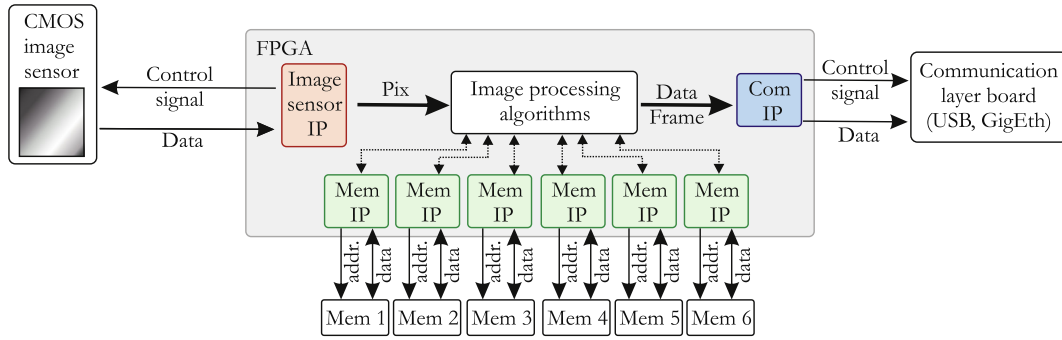 CMOS
image
sensor
Control
signal
Data
FPGA
Image
sensor
IP
Pix
Image processing
algorithms
Data
Frame
Com
IP
Control
signal
Data
Communication
layer board
(USB, GigEth)
Mem
IP
Mem
IP
Mem
IP
Mem
IP
Mem
IP
Mem
IP
addr.
data
addr.
data
addr.
data
addr.
data
addr.
data
addr.
data
Mem 1
Mem 2
Mem 3
Mem 4
Mem 5
Mem 6